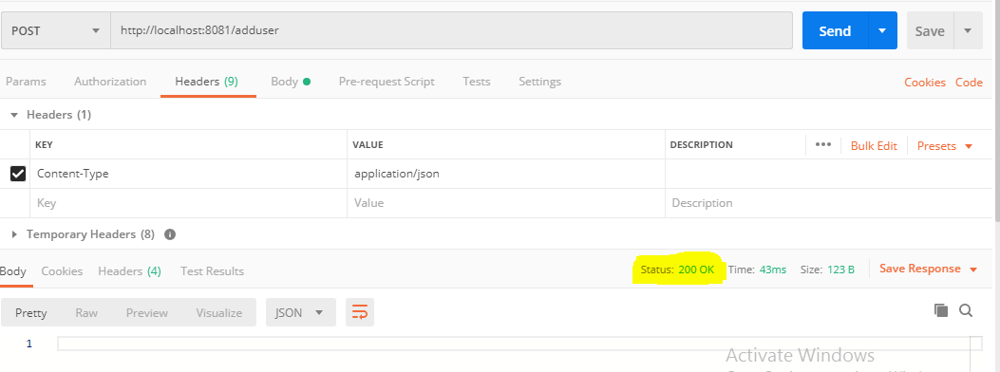 POST http://localhost:8081/adduser Send Save
Params Authorization Headers (9) Body Pre-request Script Tests Settings Cookies Code
Headers (1)
KEY VALUE DESCRIPTION ••• Bulk Edit Presets
Content-Type application/json
Key Value Description
Temporary Headers (8) i
Body Cookies Headers (4) Test Results Status: 200 OK Time: 43ms Size: 123 B Save Response
Pretty Raw Preview Visualize JSON
1
Activate Windows